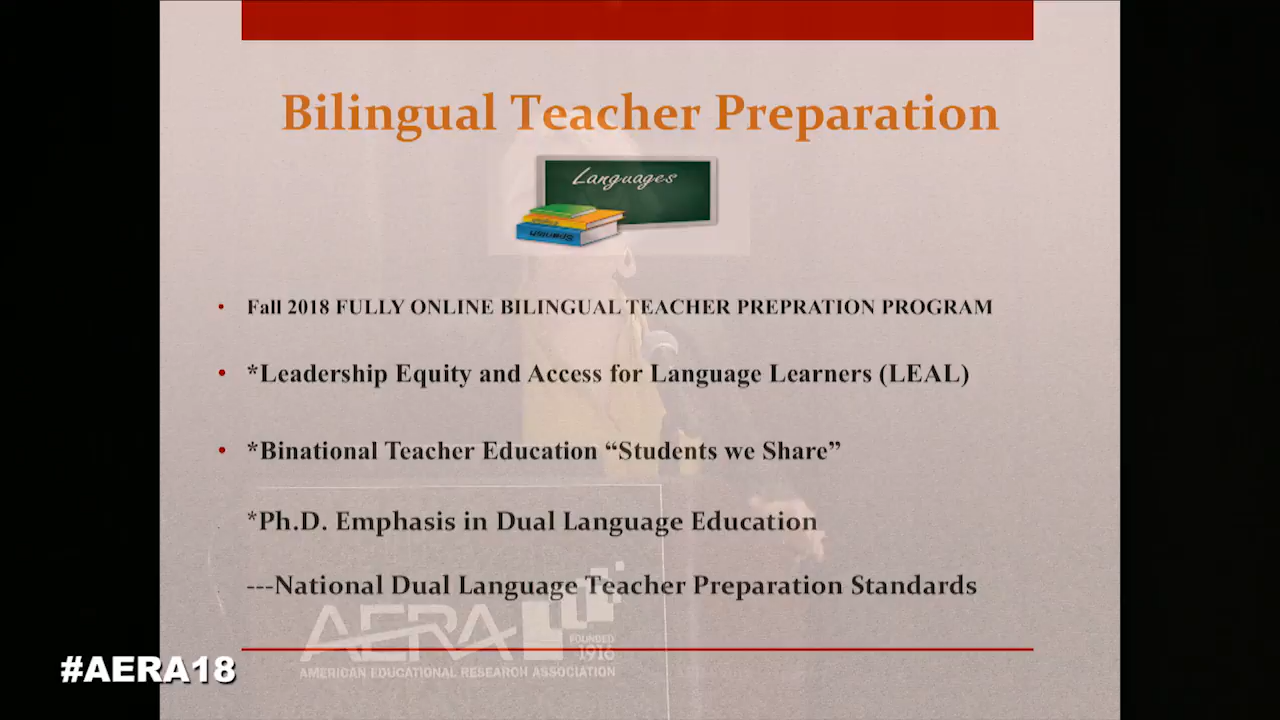 Bilingual Teacher Preparation
Languages
• Fall 2018 FULLY ONLINE BILINGUAL TEACHER PREPRATION PROGRAM
• *Leadership Equity and Access for Language Learners (LEAL)
• *Binational Teacher Education “Students we Share”
*Ph.D. Emphasis in Dual Language Education
---National Dual Language Teacher Preparation Standards
AERA
FOUNDED
1916
AMERICAN EDUCATIONAL RESEARCH ASSOCIATION
#AERA18